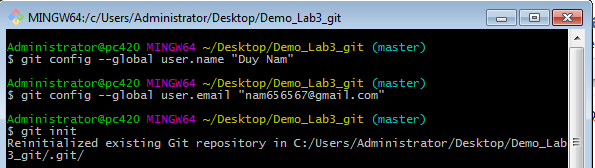 MINGW64:/c/Users/Administrator/Desktop/Demo_Lab3_git
Administrator@pc420 MINGW64 ~/Desktop/Demo_Lab3_git (master)
$ git config --global user.name "Duy Nam"
Administrator@pc420 MINGW64 ~/Desktop/Demo_Lab3_git (master)
$ git config --global user.email "nam656567@gmail.com"
Administrator@pc420 MINGW64 ~/Desktop/Demo_Lab3_git (master)
$ git init
Reinitialized existing Git repository in C:/Users/Administrator/Desktop/Demo_Lab
3_git/.git/